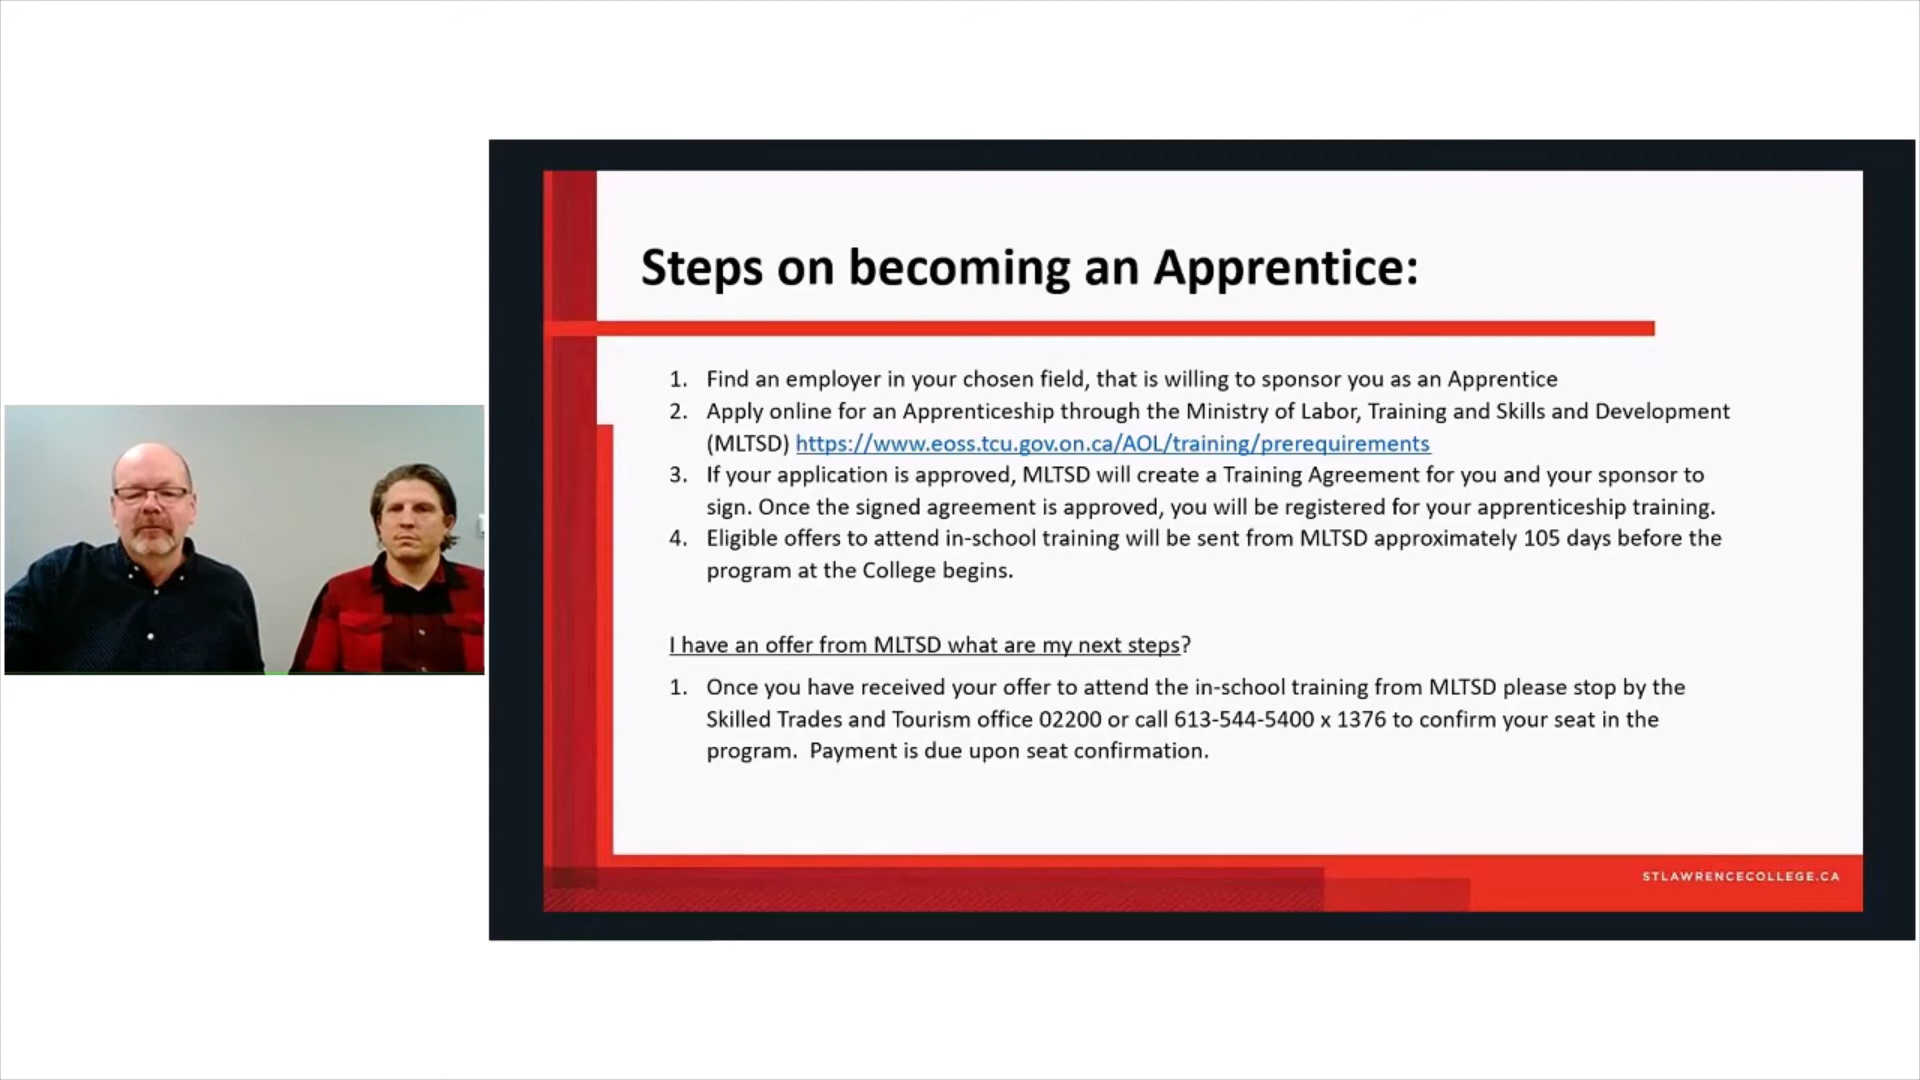 Steps on becoming an Apprentice:
1. Find an employer in your chosen field, that is willing to sponsor you as an Apprentice
2. Apply online for an Apprenticeship through the Ministry of Labor, Training and Skills and Development
(MLTSD) https://www.eoss.tcu.gov.on.ca/AOL/training/prerequirements
3. If your application is approved, MLTSD will create a Training Agreement for you and your sponsor to
sign. Once the signed agreement is approved, you will be registered for your apprenticeship training.
4. Eligible offers to attend in-school training will be sent from MLTSD approximately 105 days before the
program at the College begins.
I have an offer from MLTSD what are my next steps?
1. Once you have received your offer to attend the in-school training from MLTSD please stop by the
Skilled Trades and Tourism office 02200 or call 613-544-5400 x 1376 to confirm your seat in the
program. Payment is due upon seat confirmation.
STLAWRENCECOLLEGE.CA